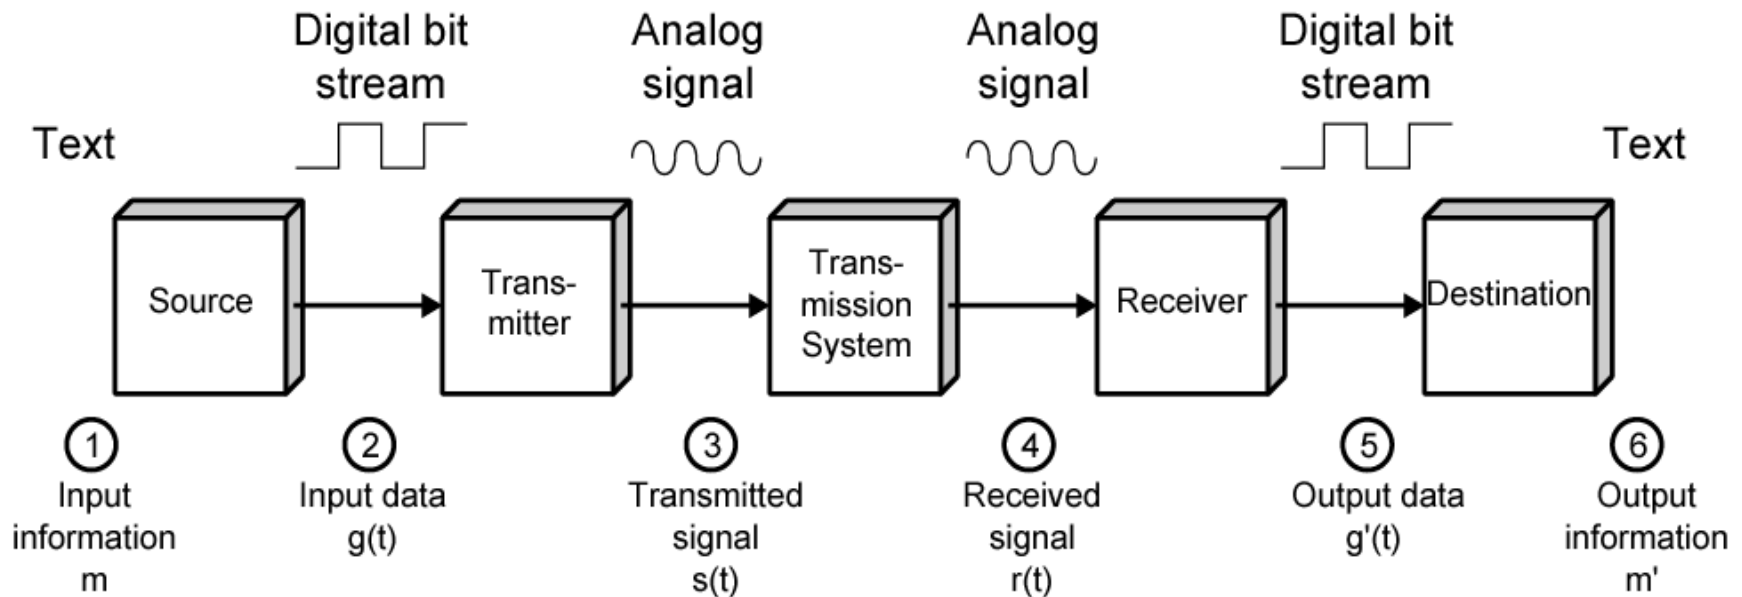 Digital bit
stream
Analog
signal
Analog
signal
Digital bit
stream
Text
Text
Source
Trans-
mitter
Trans-
mission
System
Receiver
Destination
1
Input
information
m
2
Input data
g(t)
3
Transmitted
signal
s(t)
4
Received
signal
r(t)
5
Output data
g'(t)
6
Output
information
m'